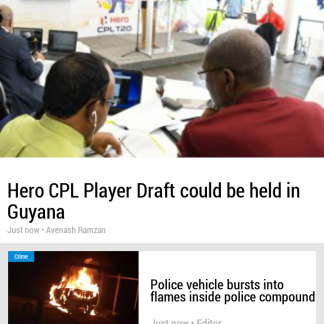 Hero
CPLT20
Hero CPL Player Draft could be held in
Guyana
Just now • Avenash Ramzan
Crime
Police vehicle bursts into
flames inside police compound
Just now • Editor